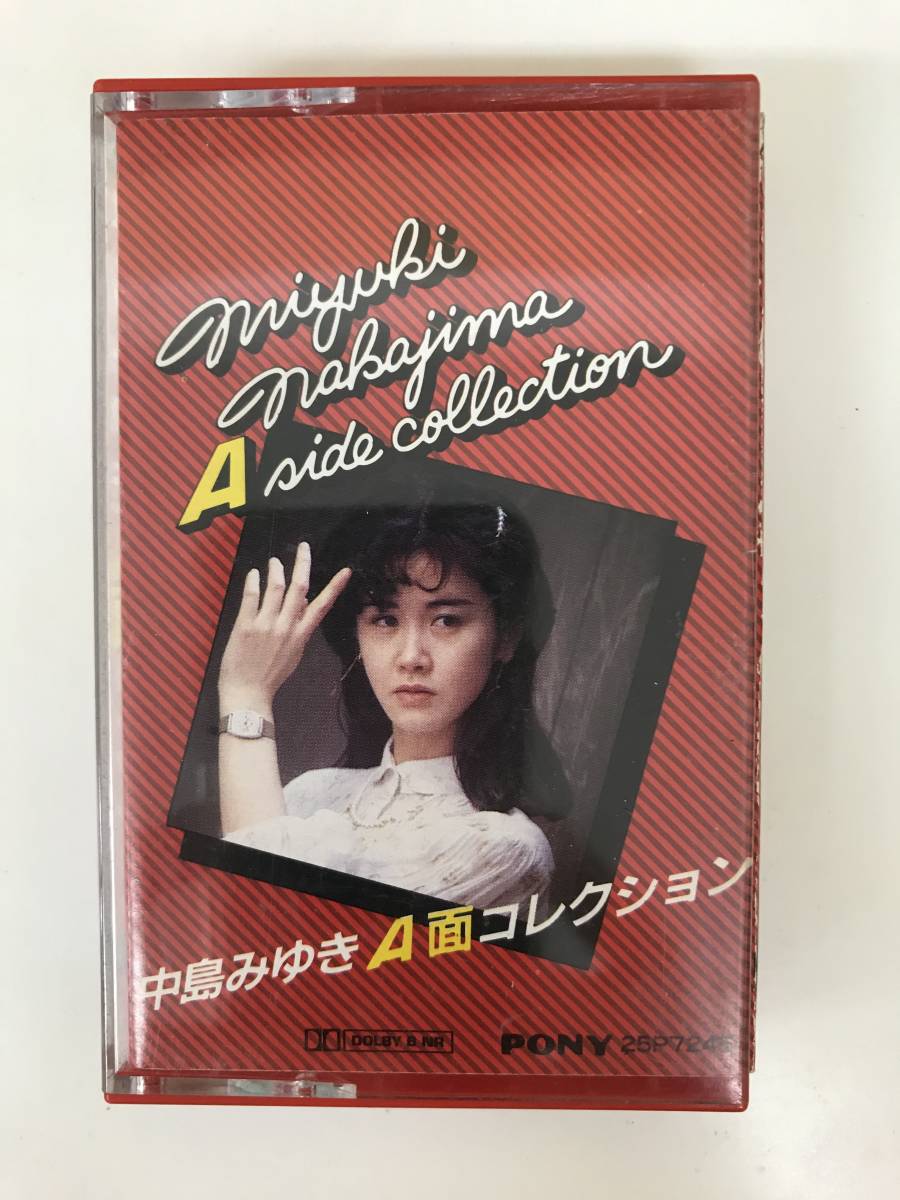 miyuki
nakajima
A side collection
中島みゆき A面コレクション
DOLBY B NR
PONY